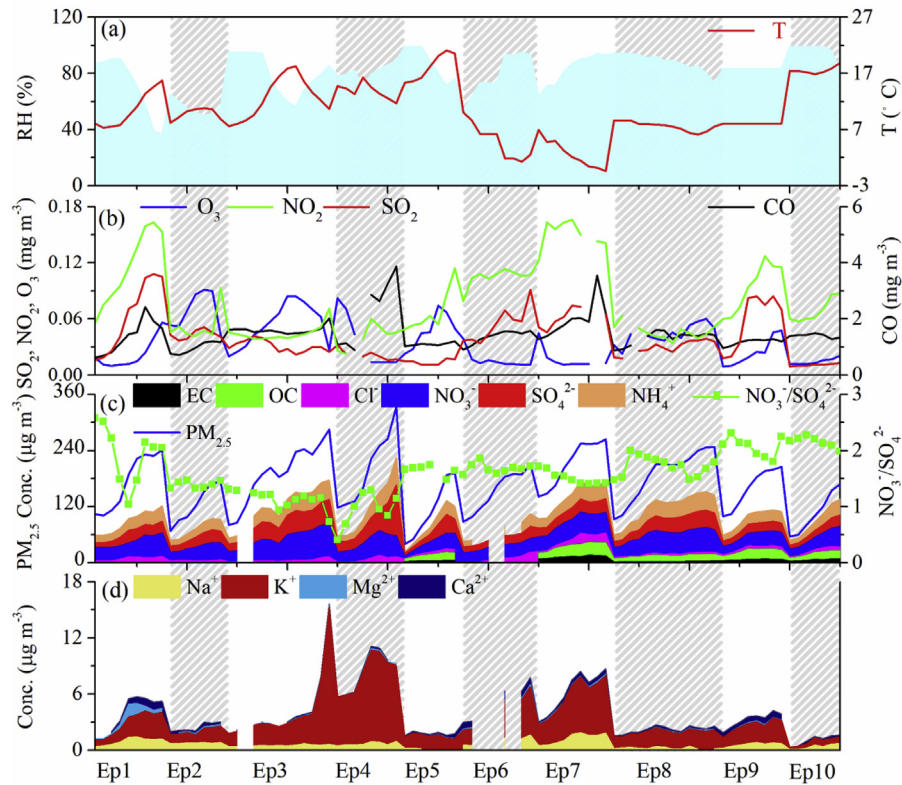 (a)
T
RH (%)
120
80
40
0
27
17
7
-3
T (° C)
(b)
O₃
NO₂
SO₂
CO
SO₂, NO₂, O₃ (mg m⁻³)
0.18
0.12
0.06
0.00
6
4
2
0
CO (mg m⁻³)
(c)
EC
OC
Cl⁻
NO₃⁻
SO₄²⁻
NH₄⁺
NO₃⁻/SO₄²⁻
PM₂.₅
PM₂.₅ Conc. (μg m⁻³)
360
240
120
0
3
2
1
0
NO₃⁻/SO₄²⁻
(d)
Na⁺
K⁺
Mg²⁺
Ca²⁺
Conc. (μg m⁻³)
18
12
6
0
Ep1 Ep2 Ep3 Ep4 Ep5 Ep6 Ep7 Ep8 Ep9 Ep10